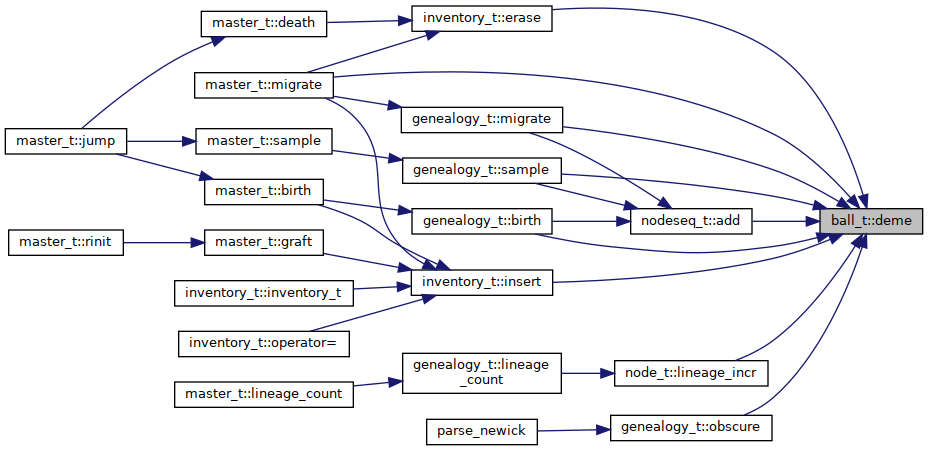 master_t::death
inventory_t::erase
master_t::migrate
genealogy_t::migrate
master_t::jump
master_t::sample
genealogy_t::sample
master_t::birth
genealogy_t::birth
nodeseq_t::add
ball_t::deme
master_t::rinit
master_t::graft
inventory_t::insert
inventory_t::inventory_t
inventory_t::operator=
genealogy_t::lineage
_count
node_t::lineage_incr
master_t::lineage_count
parse_newick
genealogy_t::obscure